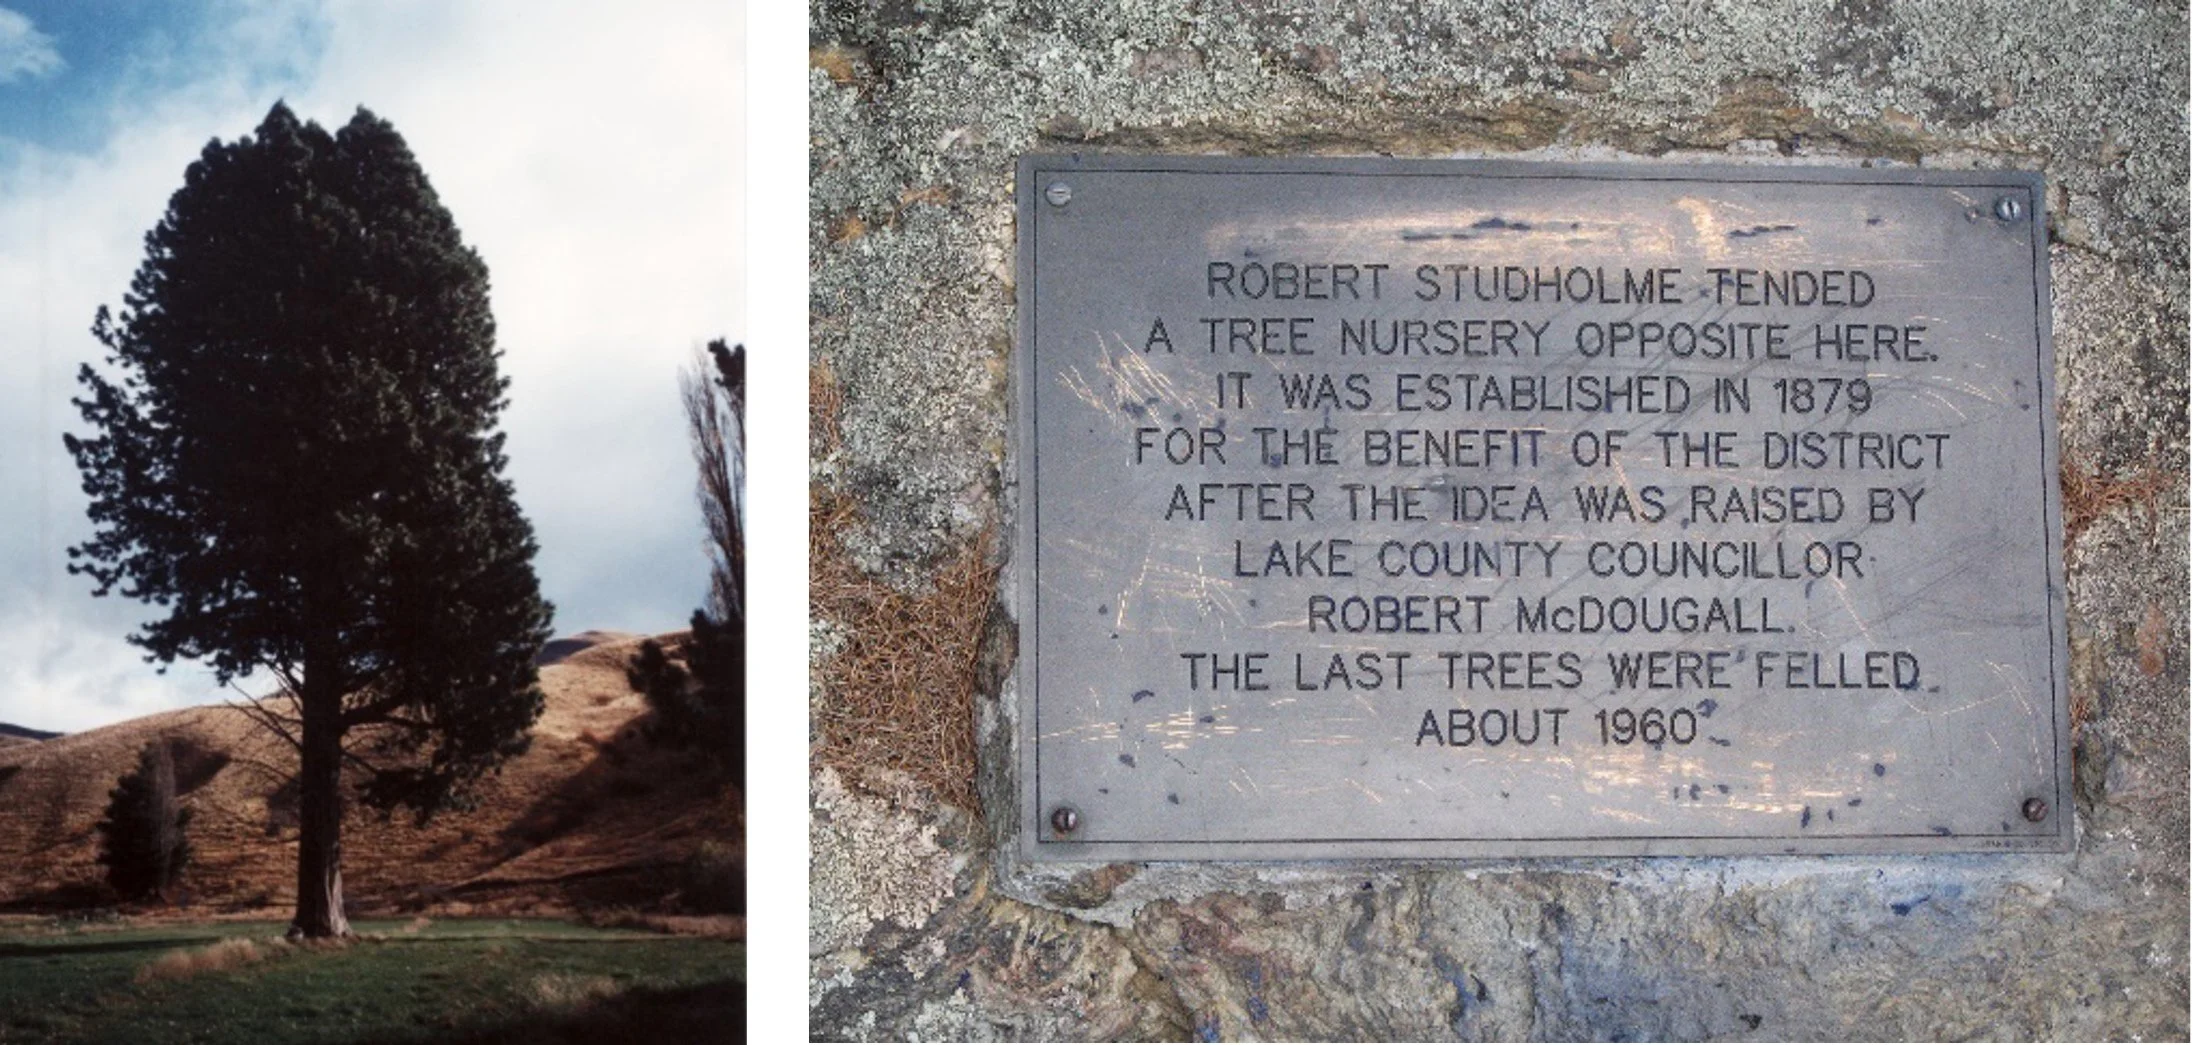 ROBERT STUDHOLME TENDED
A TREE NURSERY OPPOSITE HERE.
IT WAS ESTABLISHED IN 1879
FOR THE BENEFIT OF THE DISTRICT
AFTER THE IDEA WAS RAISED BY
LAKE COUNTY COUNCILLOR
ROBERT McDOUGALL.
THE LAST TREES WERE FELLED
ABOUT 1960